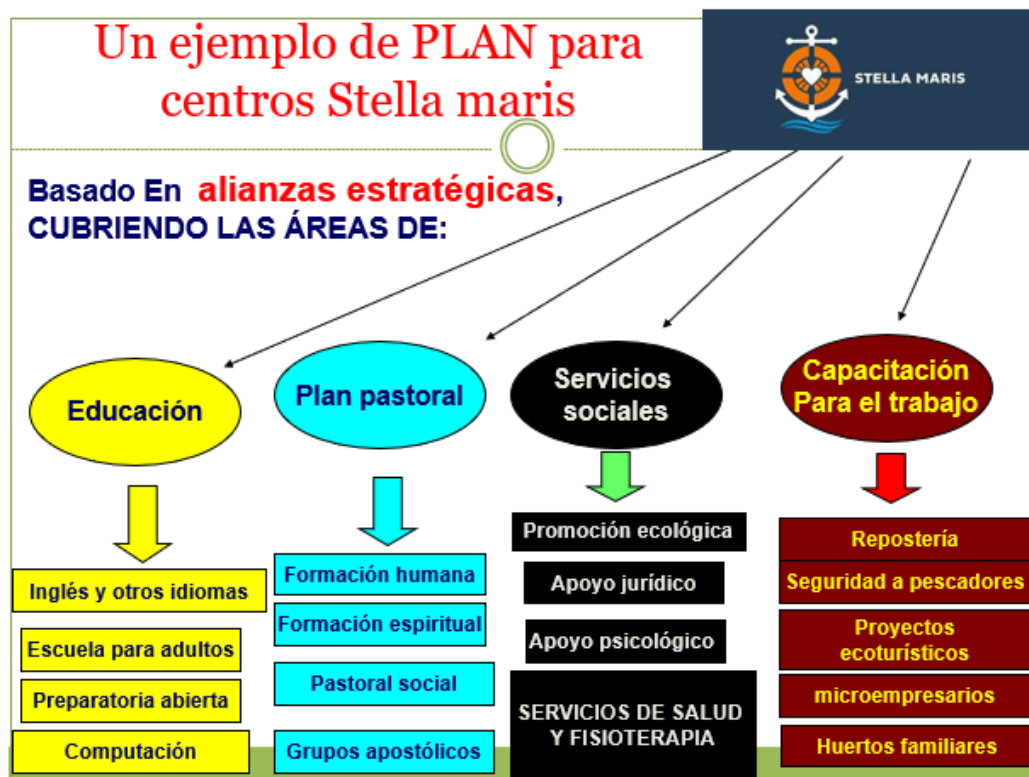 Un ejemplo de PLAN para
centros Stella maris
STELLA MARIS
Basado En alianzas estratégicas,
CUBRIENDO LAS ÁREAS DE:
Educación
Inglés y otros idiomas
Escuela para adultos
Preparatoria abierta
Computación
Plan pastoral
Formación humana
Formación espiritual
Pastoral social
Grupos apostólicos
Servicios
sociales
Promoción ecológica
Apoyo jurídico
Apoyo psicológico
SERVICIOS DE SALUD
Y FISIOTERAPIA
Capacitación
Para el trabajo
Repostería
Seguridad a pescadores
Proyectos
ecoturísticos
microempresarios
Huertos familiares